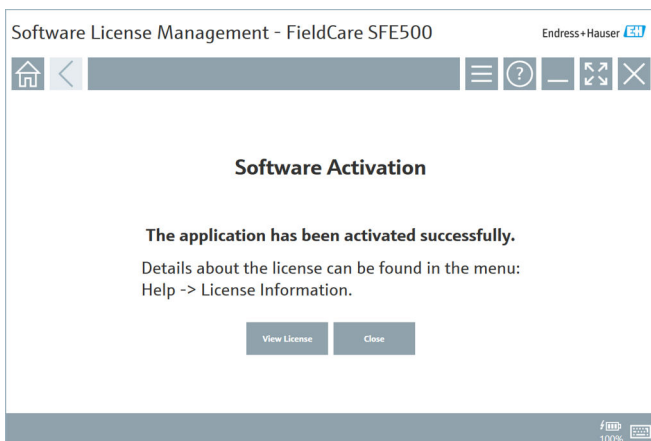 Software License Management - FieldCare SFE500
Endress+Hauser EH
?
Software Activation
The application has been activated successfully.
Details about the license can be found in the menu:
Help -> License Information.
View License
Close
100%